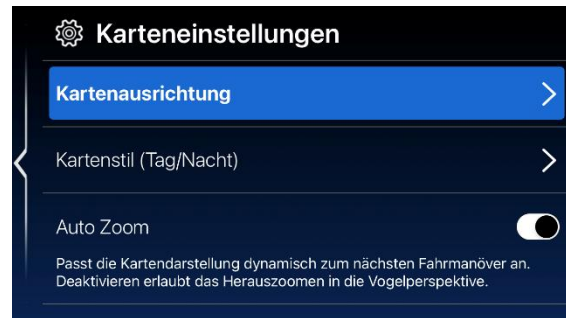 Karteneinstellungen
Kartenausrichtung
Kartenstil (Tag/Nacht)
Auto Zoom
Passt die Kartendarstellung dynamisch zum nächsten Fahrmanöver an.
Deaktivieren erlaubt das Herauszoomen in die Vogelperspektive.